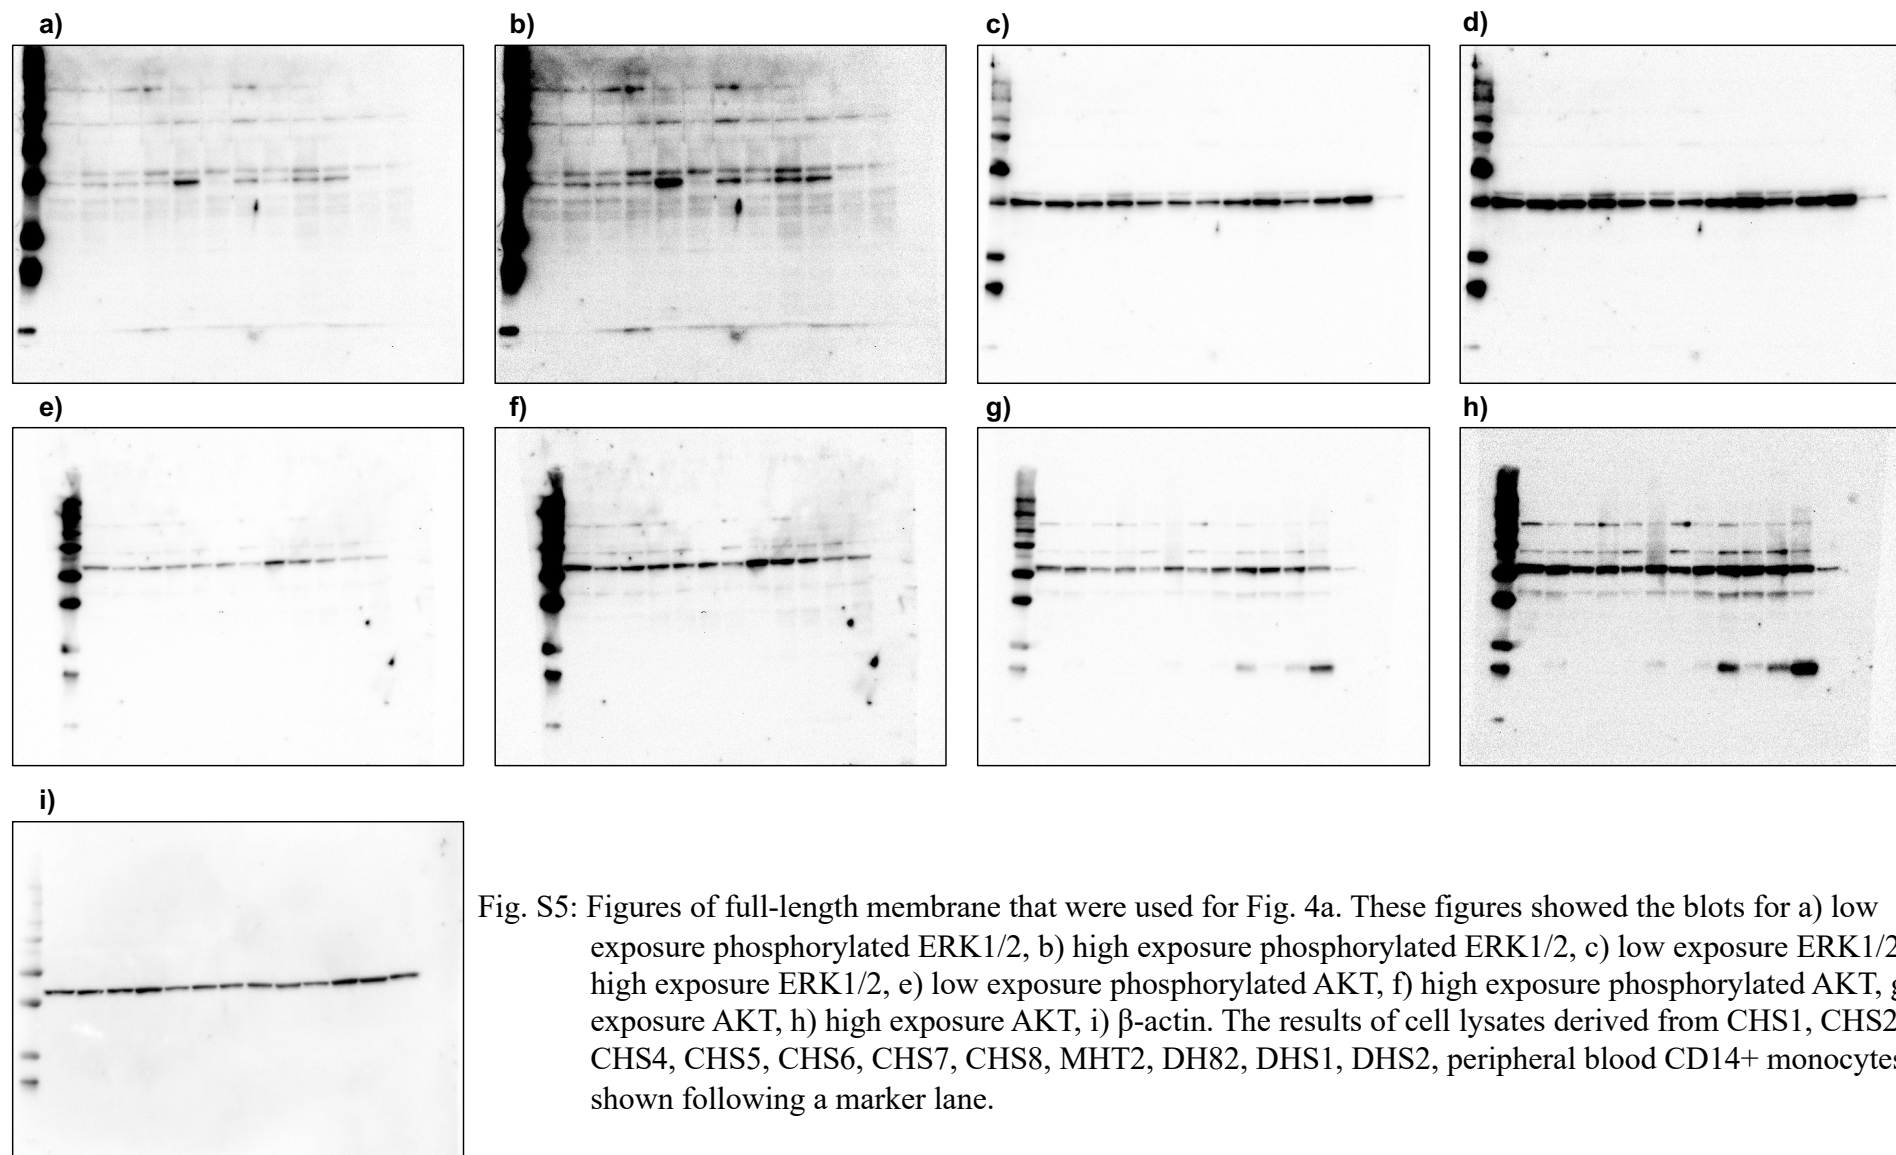 a)
b)
c)
d)
e)
f)
g)
h)
i)
Fig. S5: Figures of full-length membrane that were used for Fig. 4a. These figures showed the blots for a) low
exposure phosphorylated ERK1/2, b) high exposure phosphorylated ERK1/2, c) low exposure ERK1/2
high exposure ERK1/2, e) low exposure phosphorylated AKT, f) high exposure phosphorylated AKT, g
exposure AKT, h) high exposure AKT, i) β-actin. The results of cell lysates derived from CHS1, CHS2
CHS4, CHS5, CHS6, CHS7, CHS8, MHT2, DH82, DHS1, DHS2, peripheral blood CD14+ monocytes
shown following a marker lane.